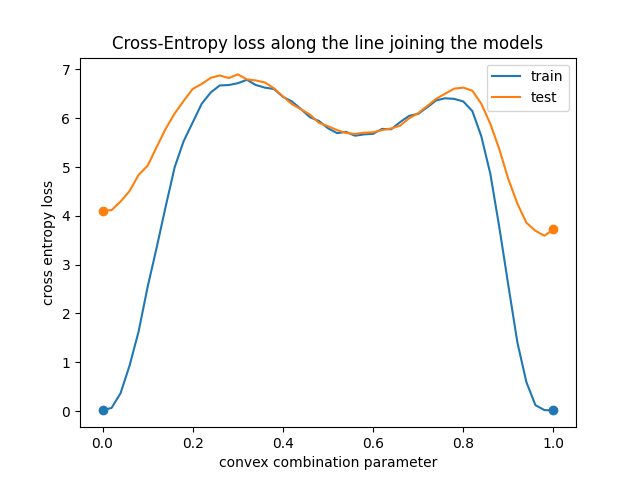 Cross-Entropy loss along the line joining the models
7
6
5
4
3
2
1
0
cross entropy loss
train
test
0.0 0.2 0.4 0.6 0.8 1.0
convex combination parameter